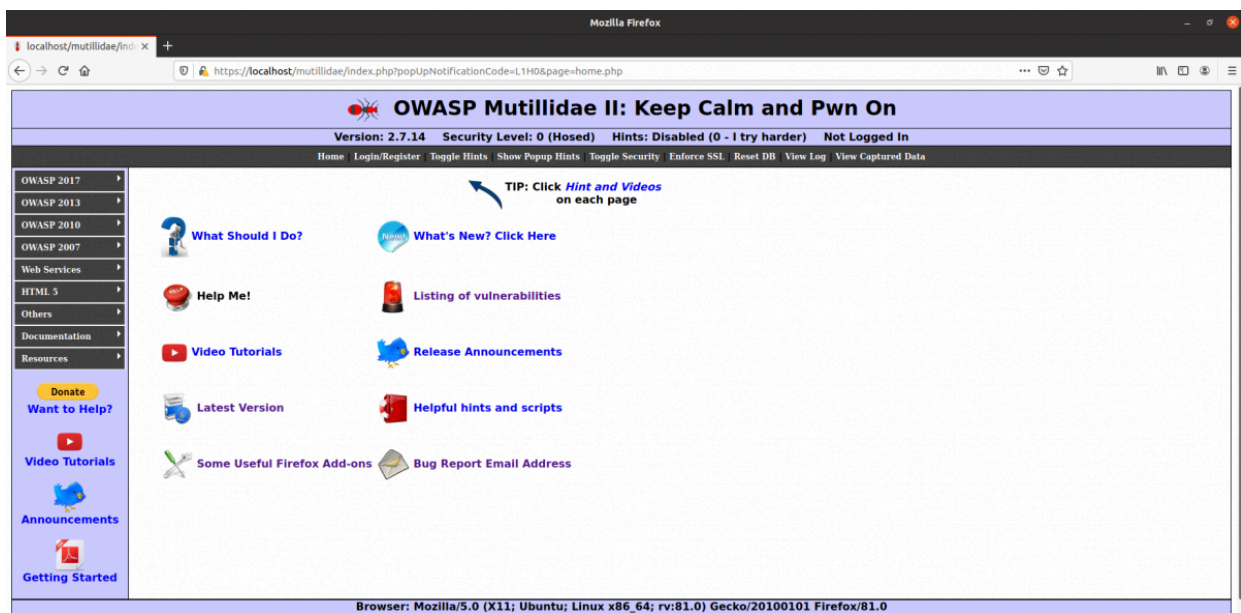 Mozilla Firefox
localhost/mutillidae/ind
https://localhost/mutillidae/index.php?popUpNotificationCode=L1H0&page=home.php
OWASP Mutillidae II: Keep Calm and Pwn On
Version: 2.7.14 Security Level: 0 (Hosed) Hints: Disabled (0 - I try harder) Not Logged In
Home | Login/Register | Toggle Hints | Show Popup Hints | Toggle Security | Enforce SSL | Reset DB | View Log | View Captured Data
OWASP 2017
OWASP 2013
OWASP 2010
OWASP 2007
Web Services
HTML 5
Others
Documentation
Resources
Donate
Want to Help?
Video Tutorials
Announcements
Getting Started
TIP: Click Hint and Videos
on each page
What Should I Do?
New!
What's New? Click Here
HELP
Help Me!
Listing of vulnerabilities
Video Tutorials
Release Announcements
Latest Version
Helpful hints and scripts
Some Useful Firefox Add-ons
Bug Report Email Address
Browser: Mozilla/5.0 (X11; Ubuntu; Linux x86_64; rv:81.0) Gecko/20100101 Firefox/81.0